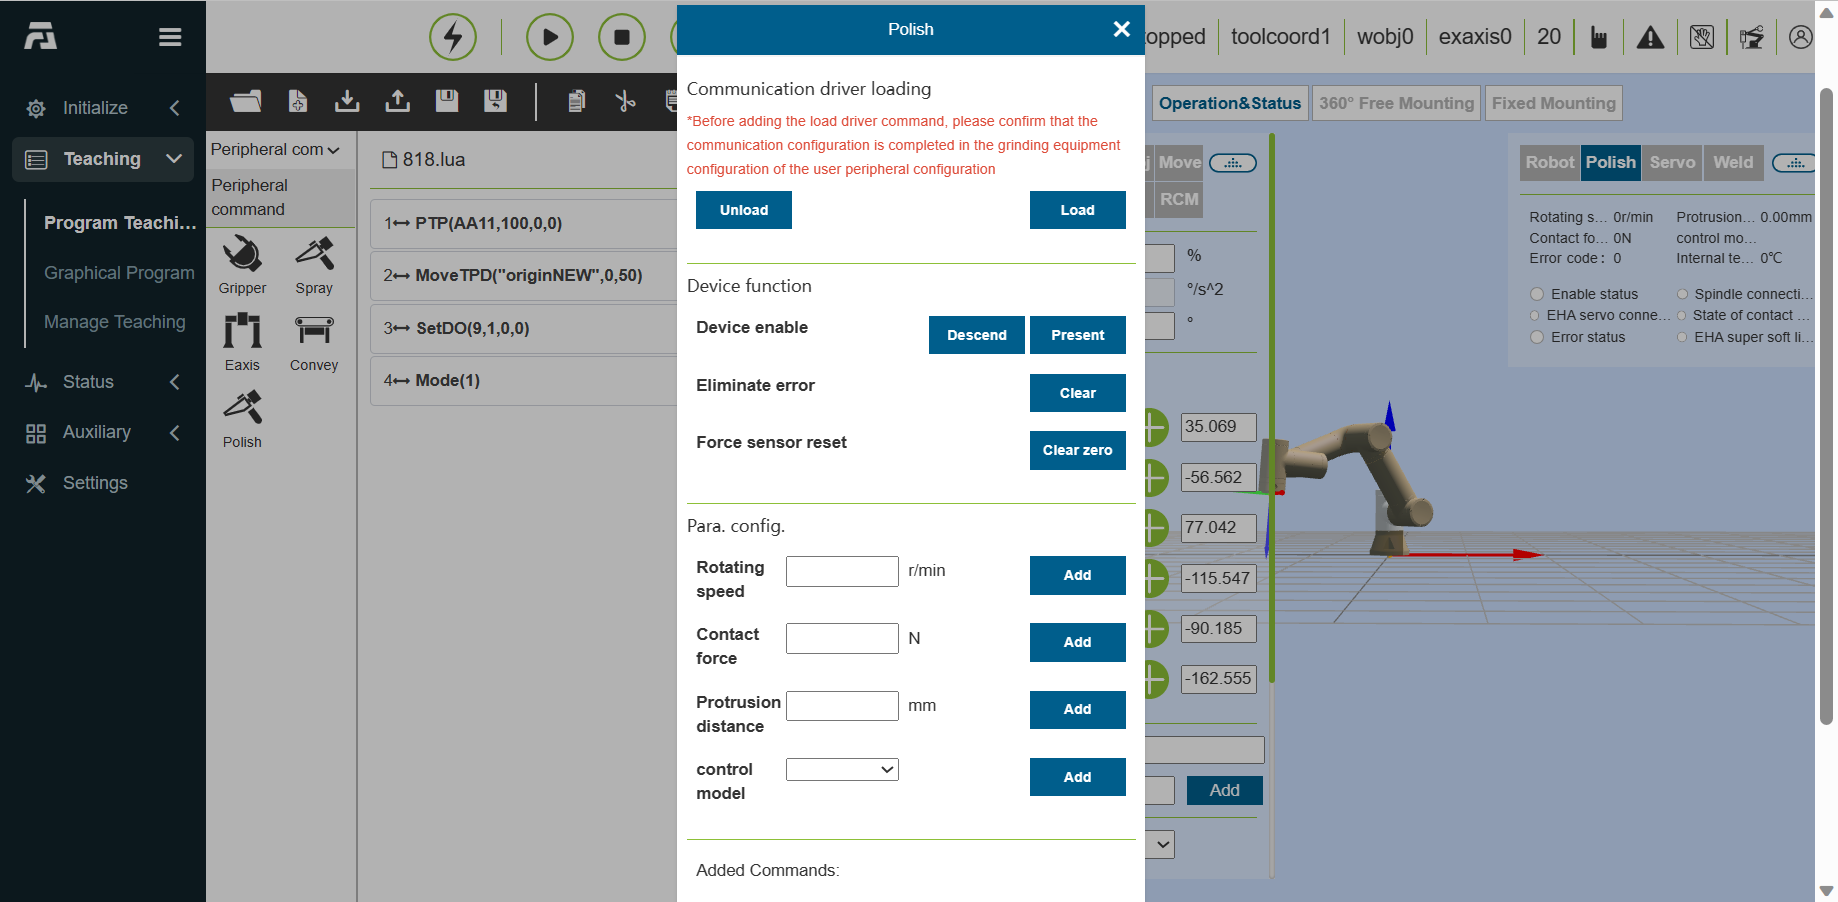 Initialize
Teaching
Program Teachi...
Graphical Program
Manage Teaching
Status
Auxiliary
Settings
opped
toolcoord1
wobj0
exaxis0
20
Peripheral com
Peripheral
command
Gripper
Spray
Eaxis
Convey
Polish
818.lua
1 PTP(AA11,100,0,0)
2 MoveTPD("originNEW",0,50)
3 SetDO(9,1,0,0)
4 Mode(1)
Polish
Communication driver loading
*Before adding the load driver command, please confirm that the
communication configuration is completed in the grinding equipment
configuration of the user peripheral configuration
Unload
Load
Device function
Device enable
Descend
Present
Eliminate error
Clear
Force sensor reset
Clear zero
Para. config.
Rotating
speed
r/min
Add
Contact
force
N
Add
Protrusion
distance
mm
Add
control
model
Add
Added Commands:
Operation&Status
360° Free Mounting
Fixed Mounting
Move
RCM
%
°/s^2
°
35.069
-56.562
77.042
-115.547
-90.185
-162.555
Add
Robot
Polish
Servo
Weld
Rotating s... 0r/min
Protrusion... 0.00mm
Contact fo... 0N
control mo...
Error code : 0
Internal te... 0℃
Enable status
Spindle connecti...
EHA servo conne...
State of contact ...
Error status
EHA super soft li...